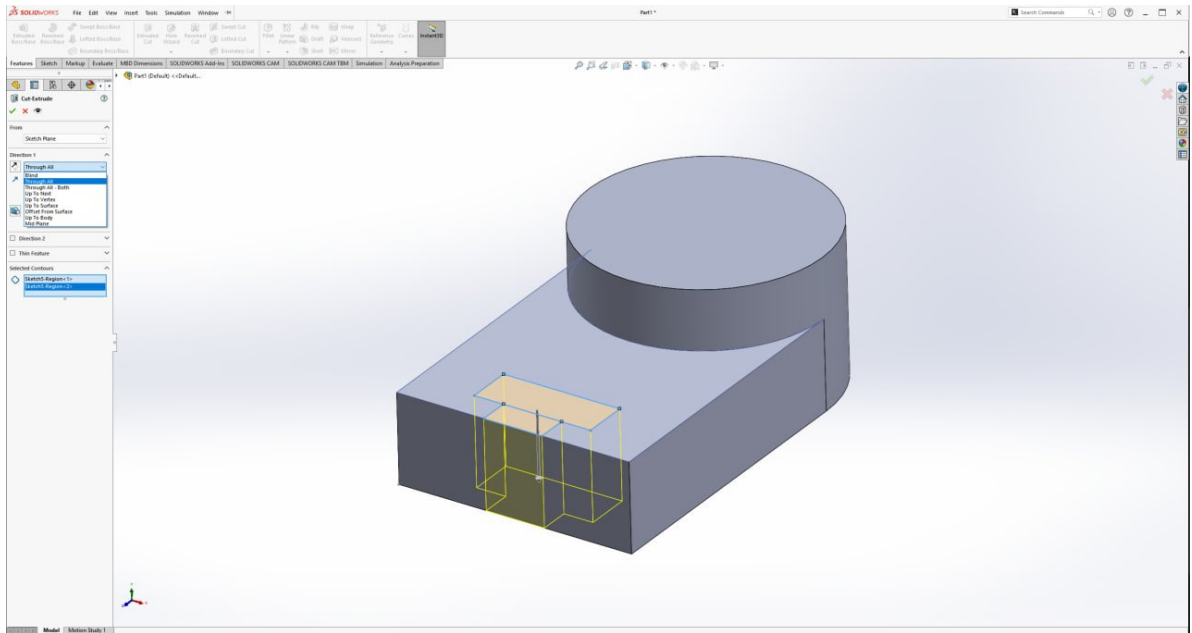 SOLIDWORKS File Edit View Insert Tools Simulation Window
Part1 *
Search Commands
Extruded Boss/Base
Revolved Boss/Base
Swept Boss/Base
Lofted Boss/Base
Boundary Boss/Base
Extruded Cut
Hole Wizard
Revolved Cut
Swept Cut
Lofted Cut
Boundary Cut
Fillet
Linear Pattern
Rib
Draft
Shell
Wrap
Intersect
Mirror
Reference Geometry
Curves
Instant3D
Features Sketch Markup Evaluate MBD Dimensions SOLIDWORKS Add-Ins SOLIDWORKS CAM SOLIDWORKS CAM TBM Simulation Analysis Preparation
Part1 (Default) <<Default...
Cut-Extrude
From
Sketch Plane
Direction 1
Through All
Blind
Through All
Through All - Both
Up To Next
Up To Vertex
Up To Surface
Offset From Surface
Up To Body
Mid Plane
Direction 2
Thin Feature
Selected Contours
Sketch5-Region<1>
Sketch5-Region<2>
Model Motion Study 1